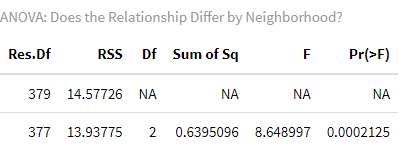 ANOVA: Does the Relationship Differ by Neighborhood?
Res.Df RSS Df Sum of Sq F Pr(>F)
379 14.57726 NA NA NA NA
377 13.93775 2 0.6395096 8.648997 0.0002125